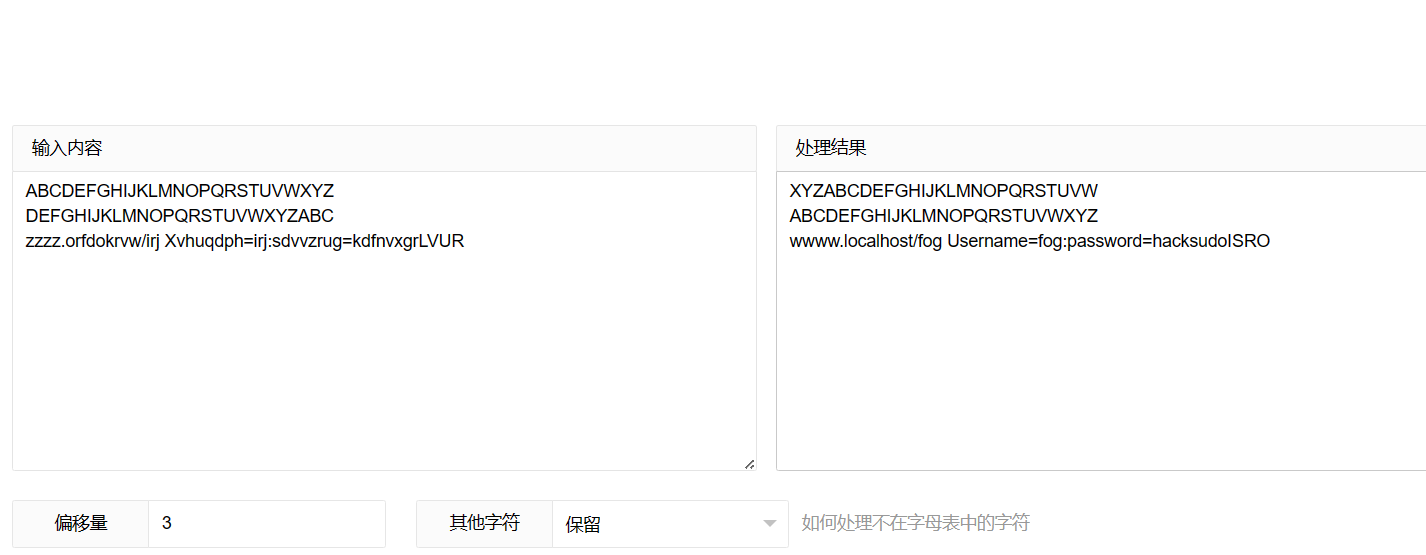 输入内容
ABCDEFGHIJKLMNOPQRSTUVWXYZ
DEFGHIJKLMNOPQRSTUVWXYZABC
zzzz.orfdokrvw/irj Xvhuqdph=irj:sdvvzrug=kdfnvxgrLVUR
处理结果
XYZABCDEFGHIJKLMNOPQRSTUVW
ABCDEFGHIJKLMNOPQRSTUVWXYZ
wwww.localhost/fog Username=fog:password=hacksudoISRO
偏移量 3 其他字符 保留 如何处理不在字母表中的字符